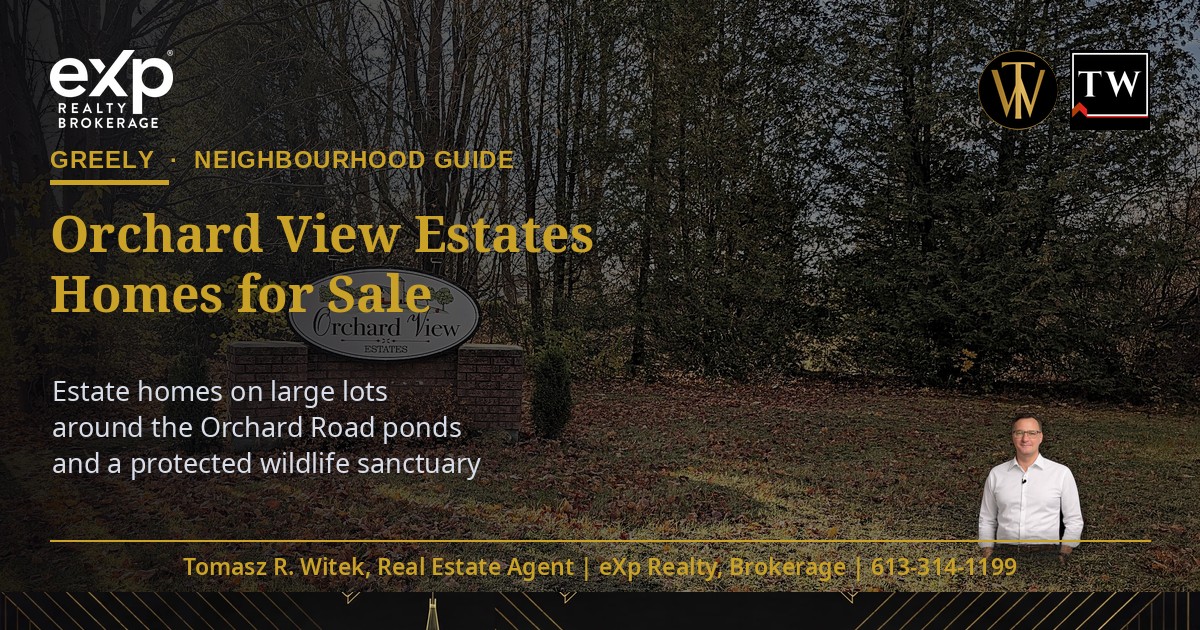 eXp®
REALTY
BROKERAGE
TW
TW
GREELY · NEIGHBOURHOOD GUIDE
Orchard View Estates
Homes for Sale
Orchard View
ESTATES
Estate homes on large lots
around the Orchard Road ponds
and a protected wildlife sanctuary
Tomasz R. Witek, Real Estate Agent | eXp Realty, Brokerage | 613-314-1199